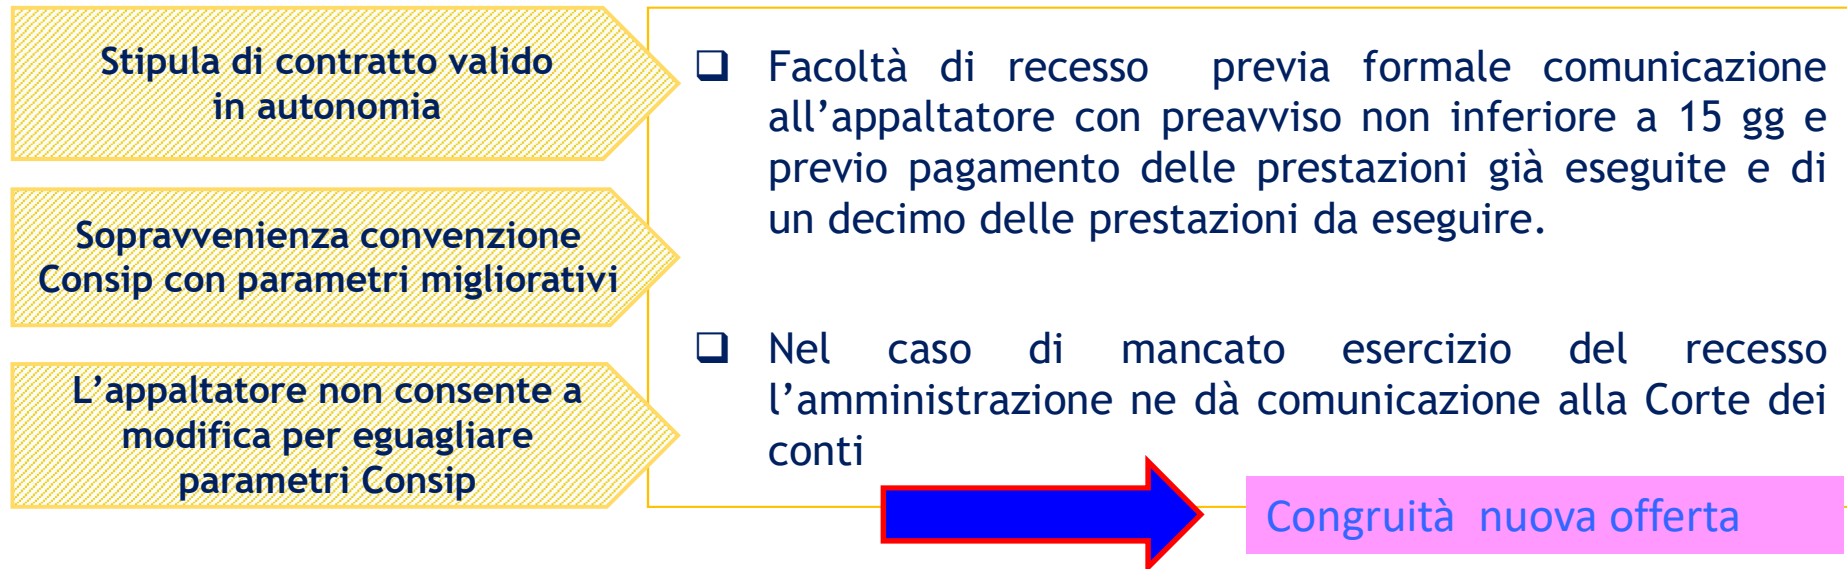 Stipula di contratto valido
in autonomia
Sopravvenienza convenzione
Consip con parametri migliorativi
L’appaltatore non consente a
modifica per eguagliare
parametri Consip
Facoltà di recesso previa formale comunicazione
all’appaltatore con preavviso non inferiore a 15 gg e
previo pagamento delle prestazioni già eseguite e di
un decimo delle prestazioni da eseguire.
Nel caso di mancato esercizio del recesso
l’amministrazione ne dà comunicazione alla Corte dei
conti
Congruità nuova offerta